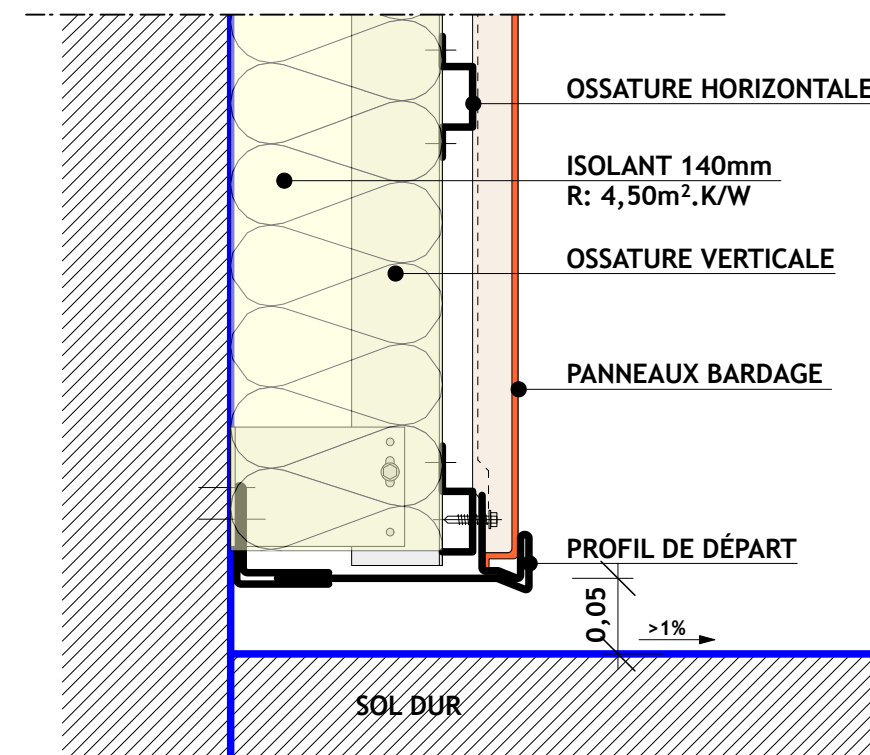 OSSATURE HORIZONTALE
ISOLANT 140mm
R: 4,50m².K/W
OSSATURE VERTICALE
PANNEAUX BARDAGE
PROFIL DE DÉPART
0,05
>1%
SOL DUR